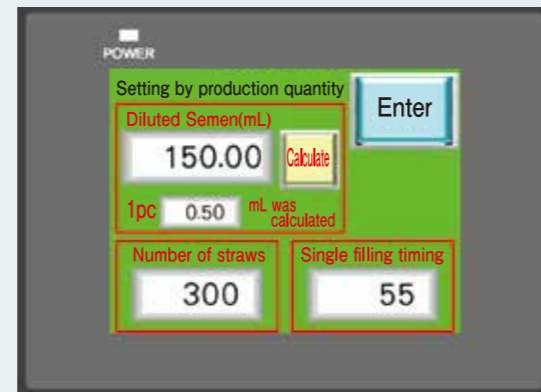 POWER
Setting by production quantity
Enter
Diluted Semen(mL)
150.00
Calculate
1pc 0.50 mL was
calculated
Number of straws
300
Single filling timing
55